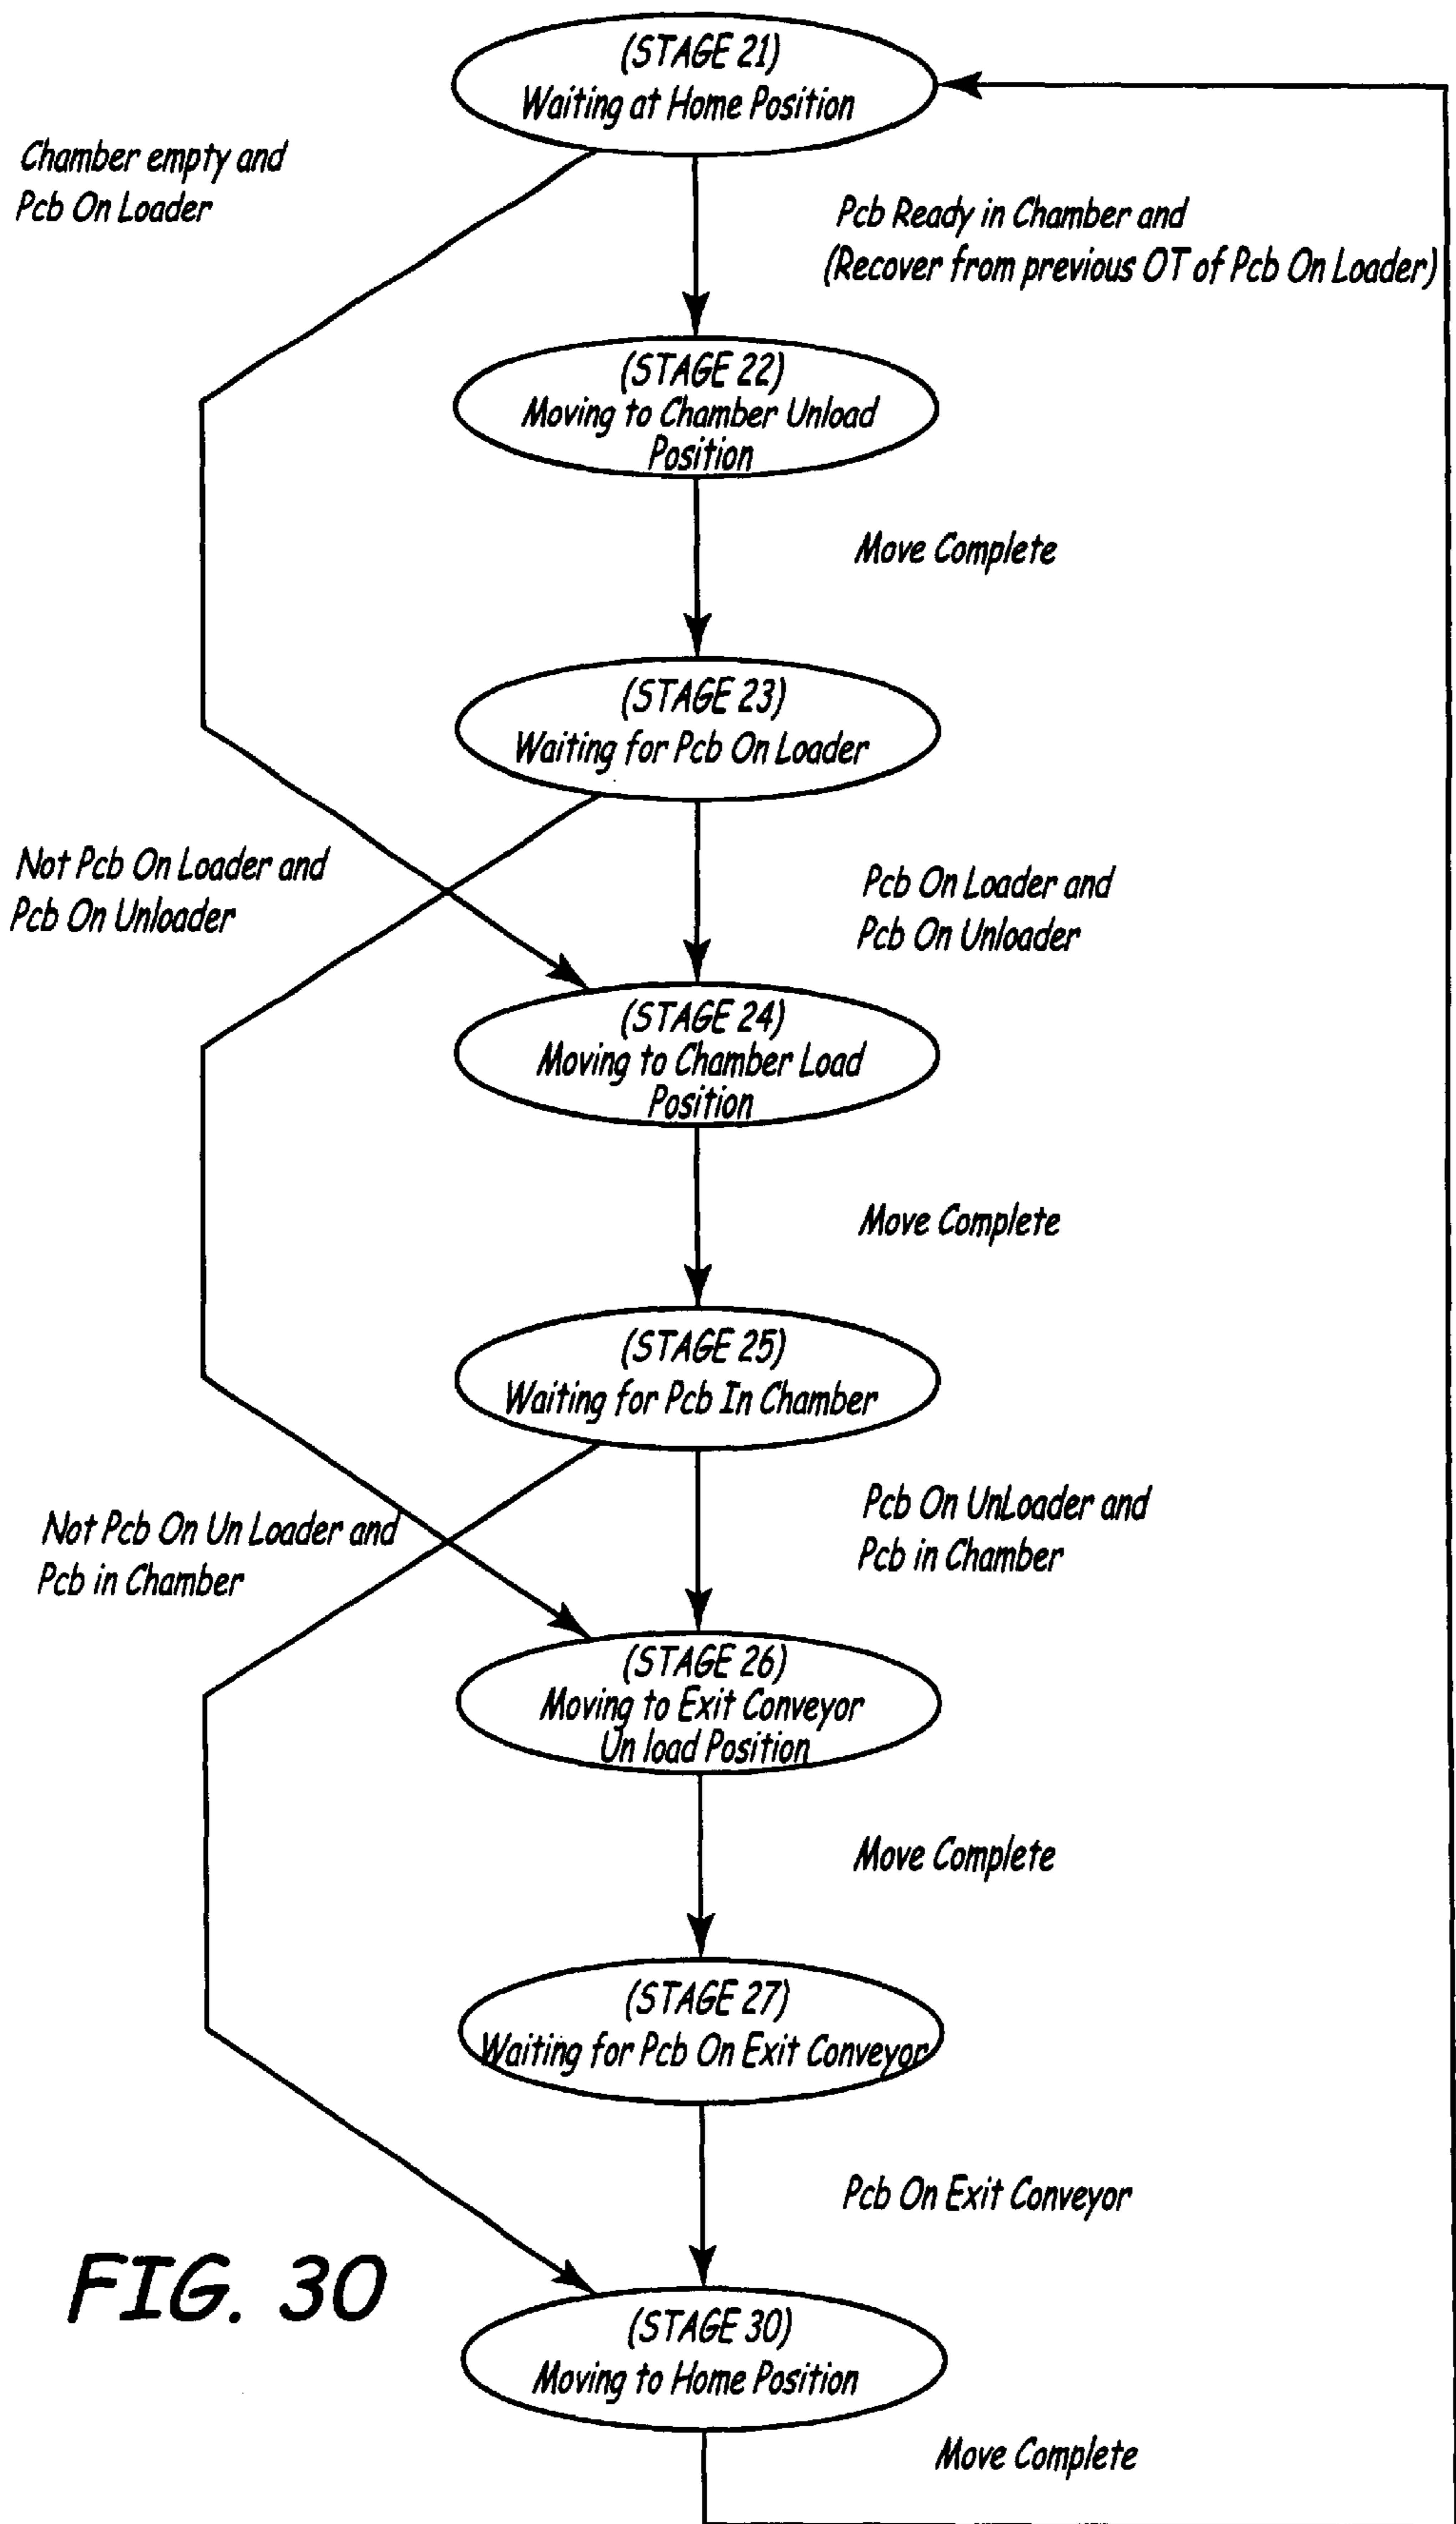 (STAGE 21)
Waiting at Home Position
Chamber empty and
Pcb On Loader
Pcb Ready in Chamber and
(Recover from previous OT of Pcb On Loader)
(STAGE 22)
Moving to Chamber Unload
Position
Move Complete
(STAGE 23)
Waiting for Pcb On Loader
Not Pcb On Loader and
Pcb On Unloader
Pcb On Loader and
Pcb On Unloader
(STAGE 24)
Moving to Chamber Load
Position
Move Complete
(STAGE 25)
Waiting for Pcb In Chamber
Not Pcb On Un Loader and
Pcb in Chamber
Pcb On UnLoader and
Pcb in Chamber
(STAGE 26)
Moving to Exit Conveyor
Un load Position
Move Complete
(STAGE 27)
Waiting for Pcb On Exit Conveyor
Pcb On Exit Conveyor
FIG. 30
(STAGE 30)
Moving to Home Position
Move Complete